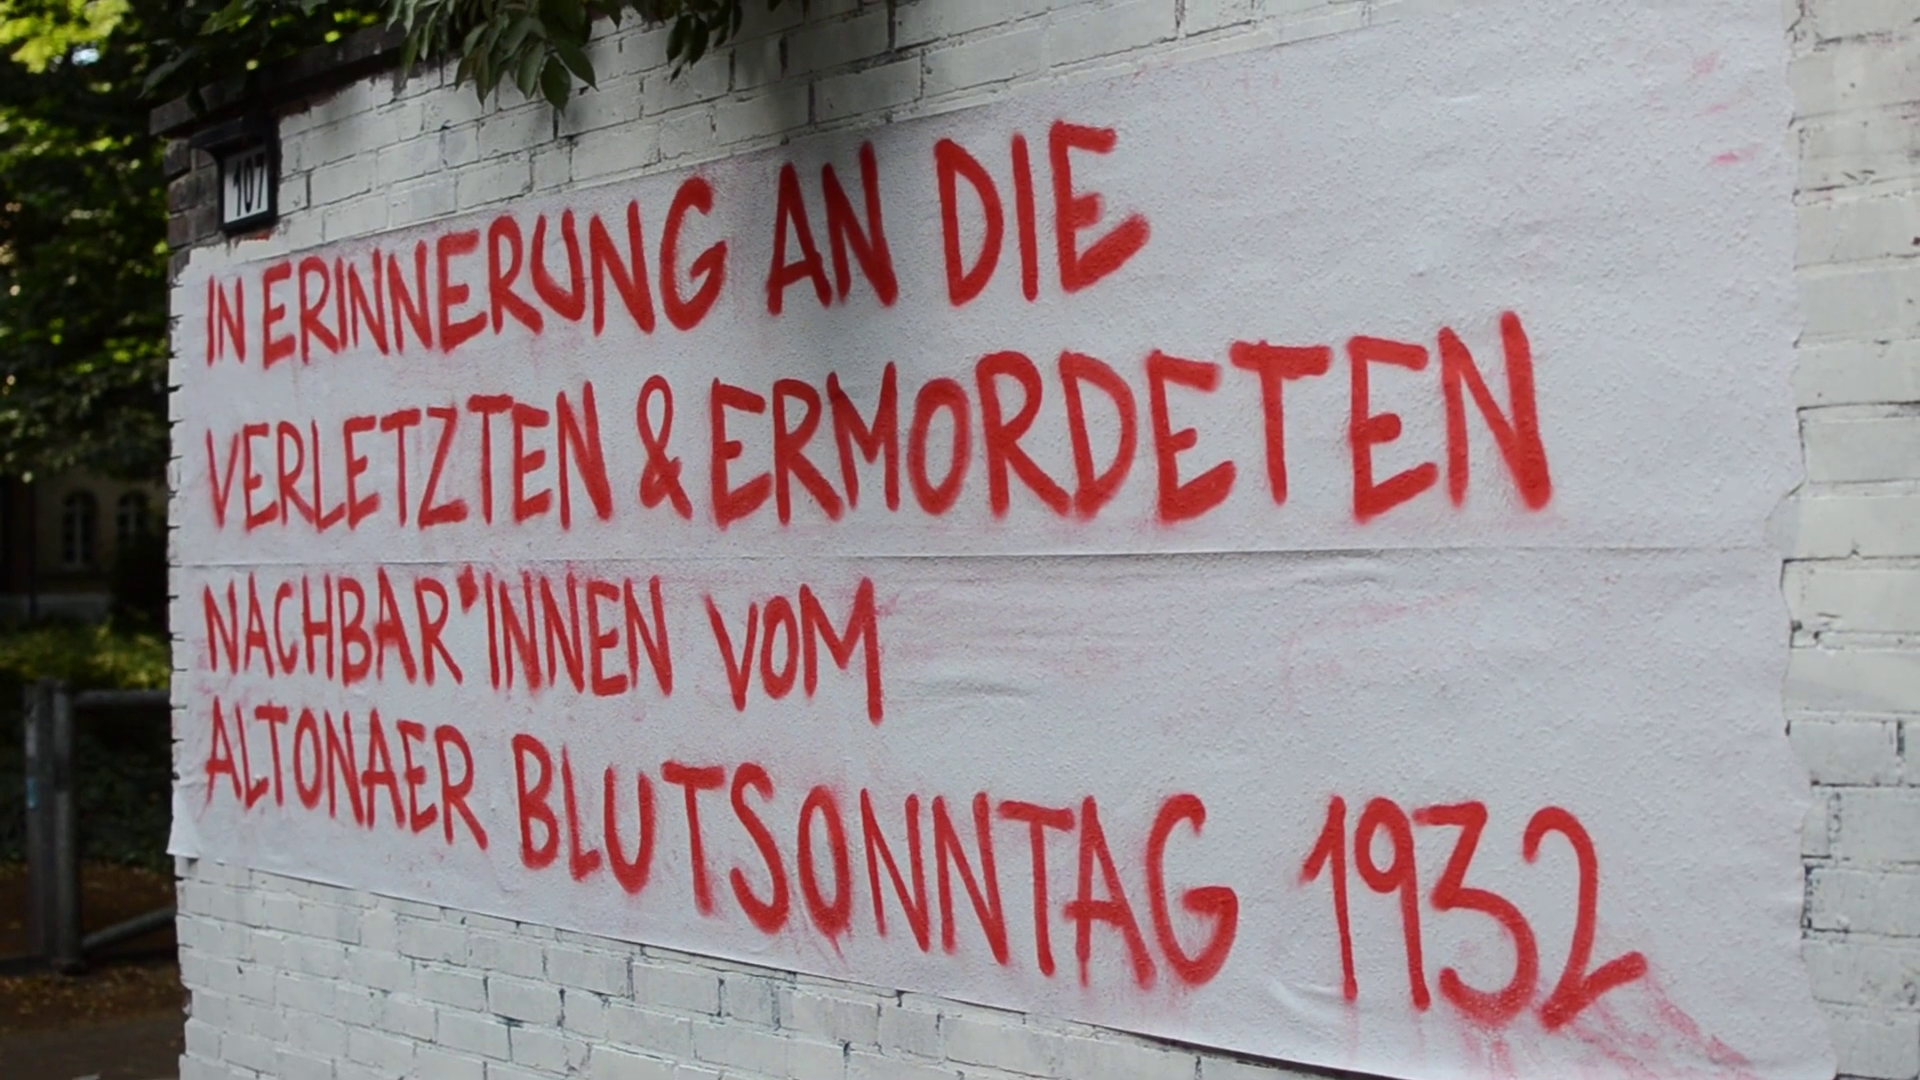 107
IN ERINNERUNG AN DIE
VERLETZTEN & ERMORDETEN
NACHBAR*INNEN VOM
ALTONAER BLUTSONNTAG 1932